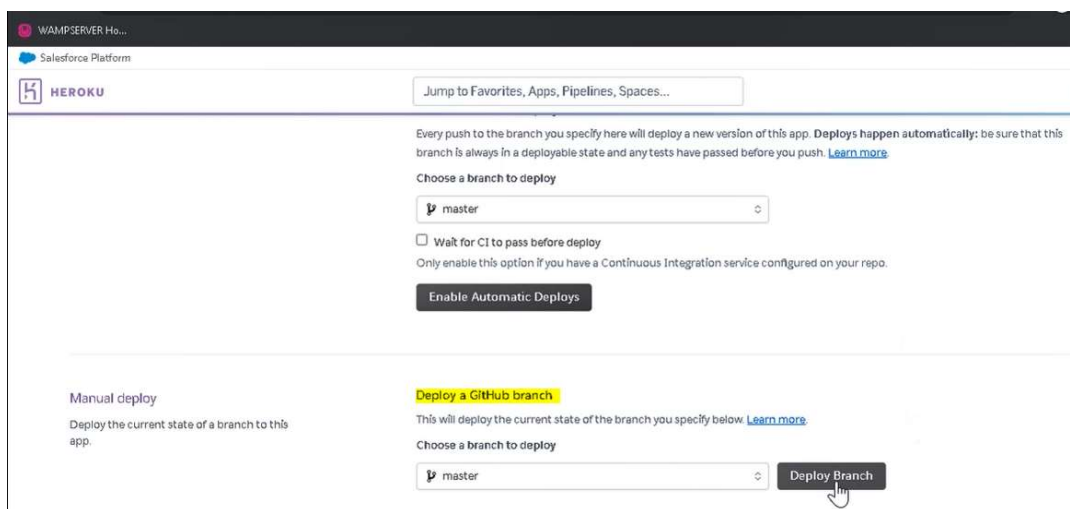 WAMPSERVER Ho...
Salesforce Platform
HEROKU
Jump to Favorites, Apps, Pipelines, Spaces...
Every push to the branch you specify here will deploy a new version of this app. Deploys happen automatically: be sure that this
branch is always in a deployable state and any tests have passed before you push. Learn more.
Choose a branch to deploy
master
Wait for CI to pass before deploy
Only enable this option if you have a Continuous Integration service configured on your repo.
Enable Automatic Deploys
Manual deploy
Deploy the current state of a branch to this
app.
Deploy a GitHub branch
This will deploy the current state of the branch you specify below. Learn more.
Choose a branch to deploy
master
Deploy Branch